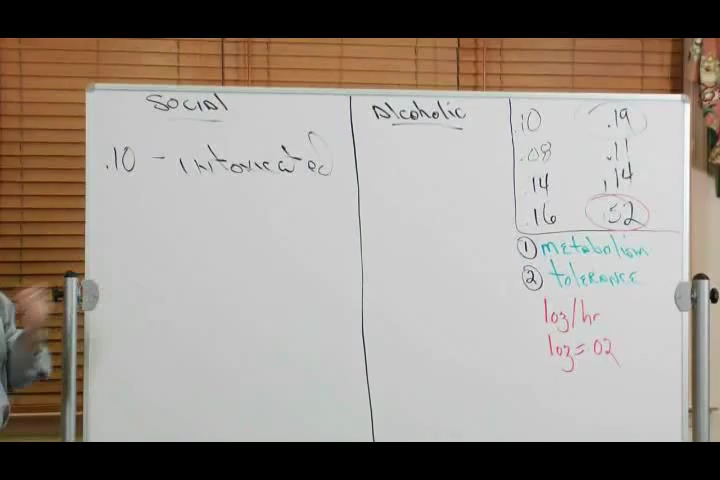 Social
.10 - intoxicated
Alcoholic
.10 .19
.08 .11
.14 .14
.16 .52
① metabolism
② tolerance
1oz/hr
1oz = 02